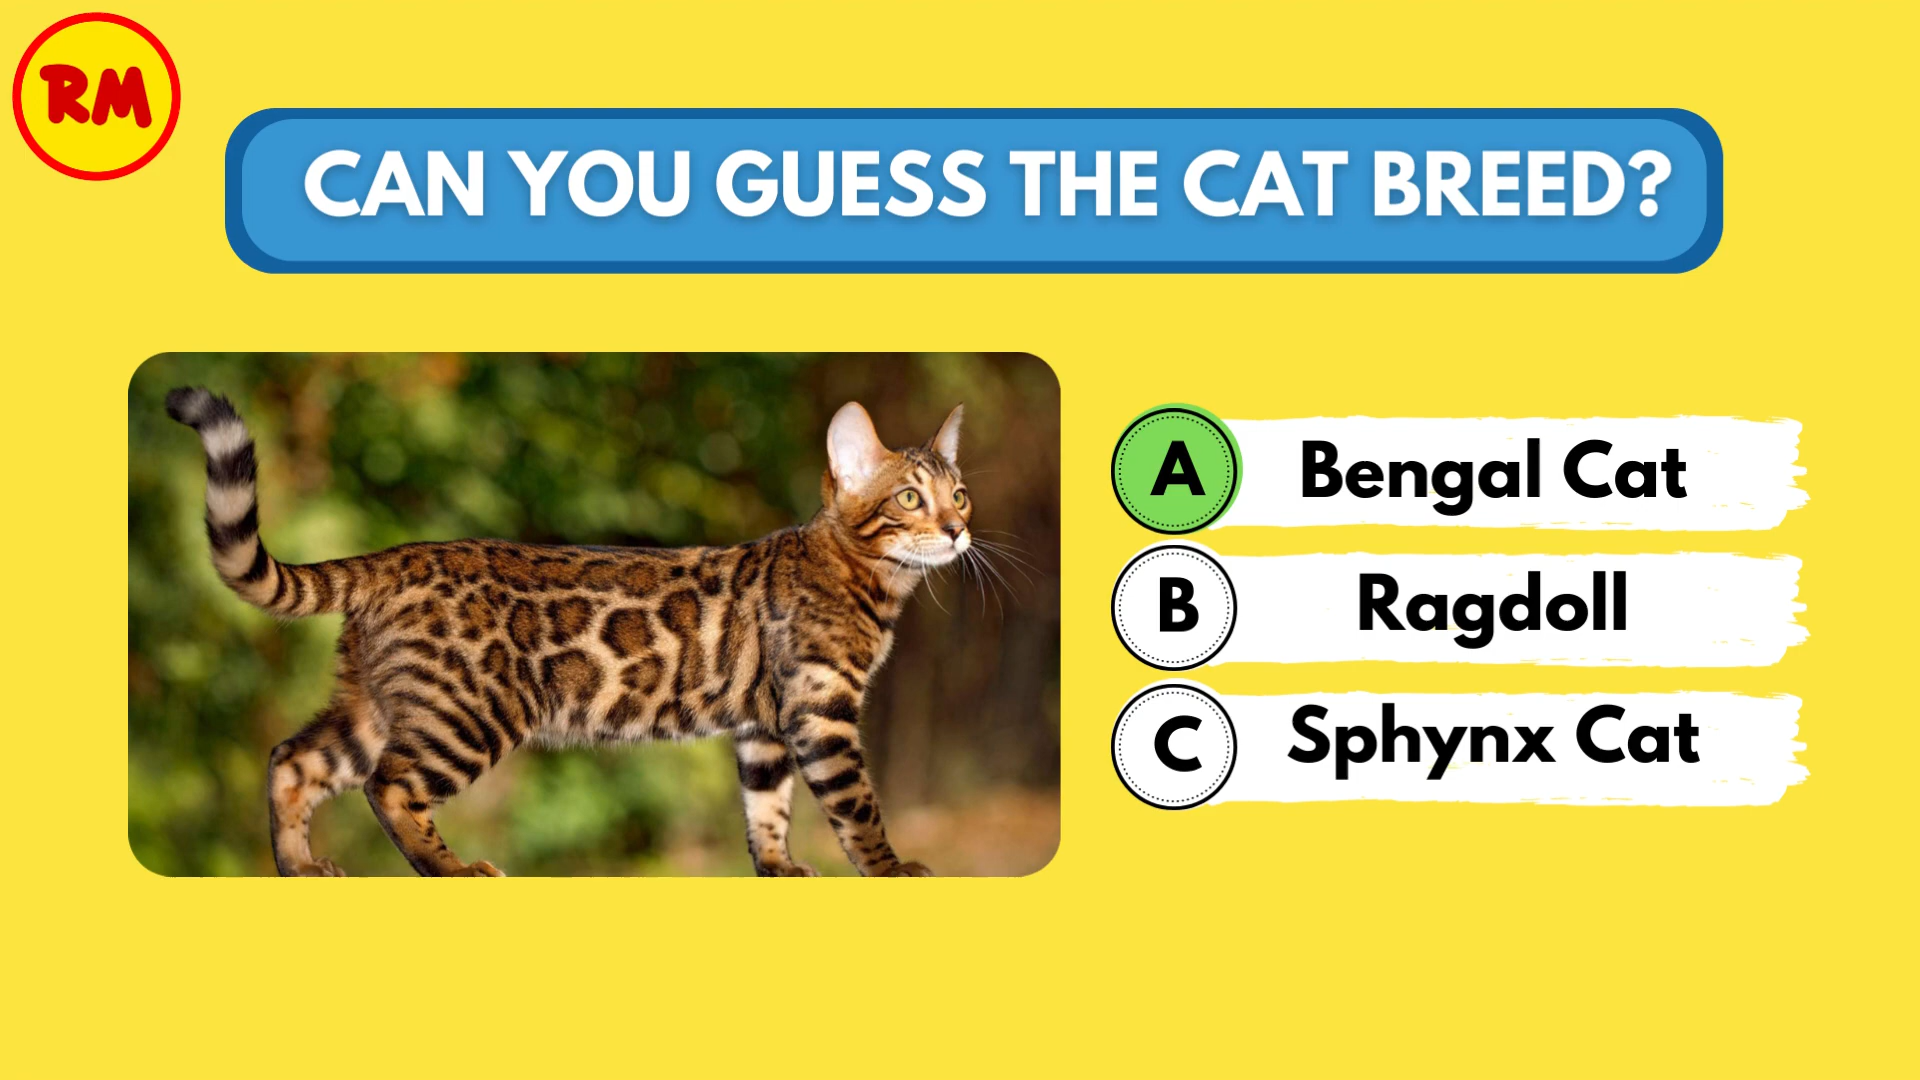 RM
CAN YOU GUESS THE CAT BREED?
A Bengal Cat
B Ragdoll
C Sphynx Cat